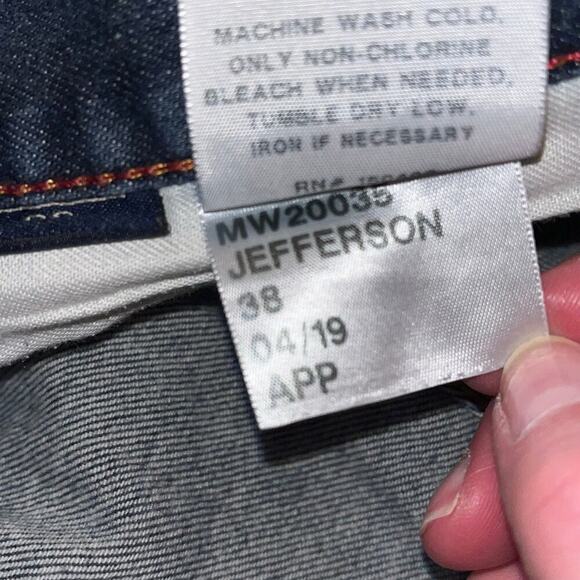 MACHINE WASH COLD.
ONLY NON-CHLORINE
BLEACH WHEN NEEDED,
TUMBLE DRY LOW.
IRON IF NECESSARY
RN#
MW20035
JEFFERSON
38
04/19
APP